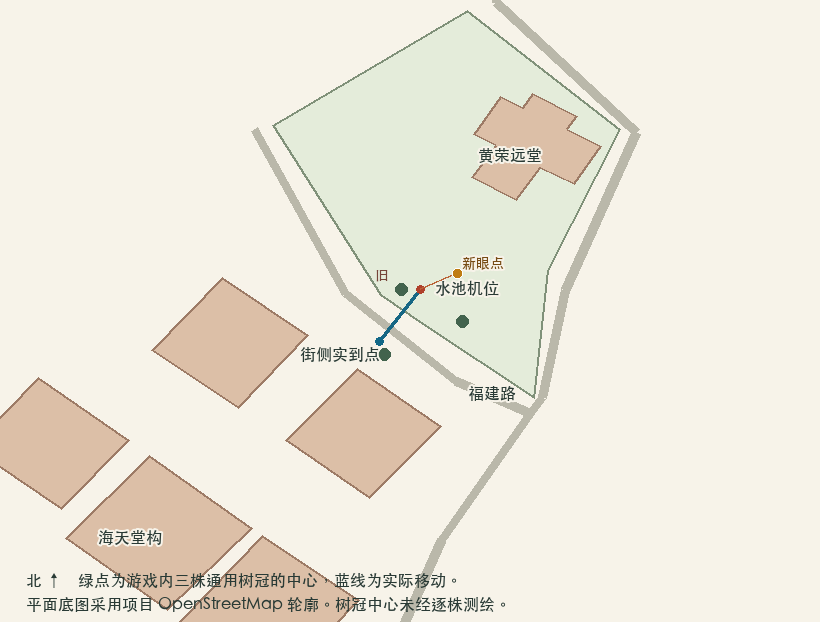 黄荣远堂
新眼点
旧
水池机位
街侧实到点
福建路
海天堂构
北 ↑ 绿点为游戏内三株通用树冠的中心，蓝线为实际移动。
平面底图采用项目 OpenStreetMap 轮廓。树冠中心未经逐株测绘。